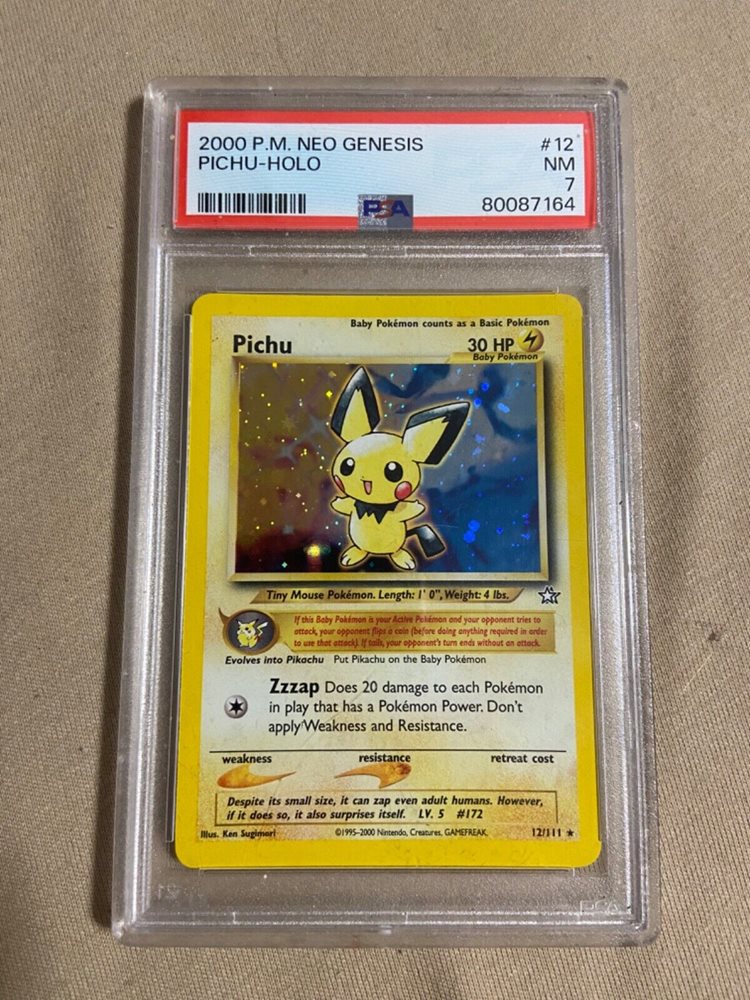 2000 P.M. NEO GENESIS #12
PICHU-HOLO NM
7
PSA 80087164
Baby Pokémon counts as a Basic Pokémon
Pichu 30 HP
Baby Pokémon
Tiny Mouse Pokémon. Length: 1' 0", Weight: 4 lbs.
If this Baby Pokémon is your Active Pokémon and your opponent tries to
attack, your opponent flips a coin (before doing anything required in order
to use that attack). If tails, your opponent's turn ends without an attack.
Evolves into Pikachu Put Pikachu on the Baby Pokémon
Zzzap Does 20 damage to each Pokémon
in play that has a Pokémon Power. Don't
apply Weakness and Resistance.
weakness resistance retreat cost
Despite its small size, it can zap even adult humans. However,
if it does so, it also surprises itself. LV. 5 #172
Illus. Ken Sugimori ©1995-2000 Nintendo, Creatures, GAMEFREAK. 12/111 ★
PSA